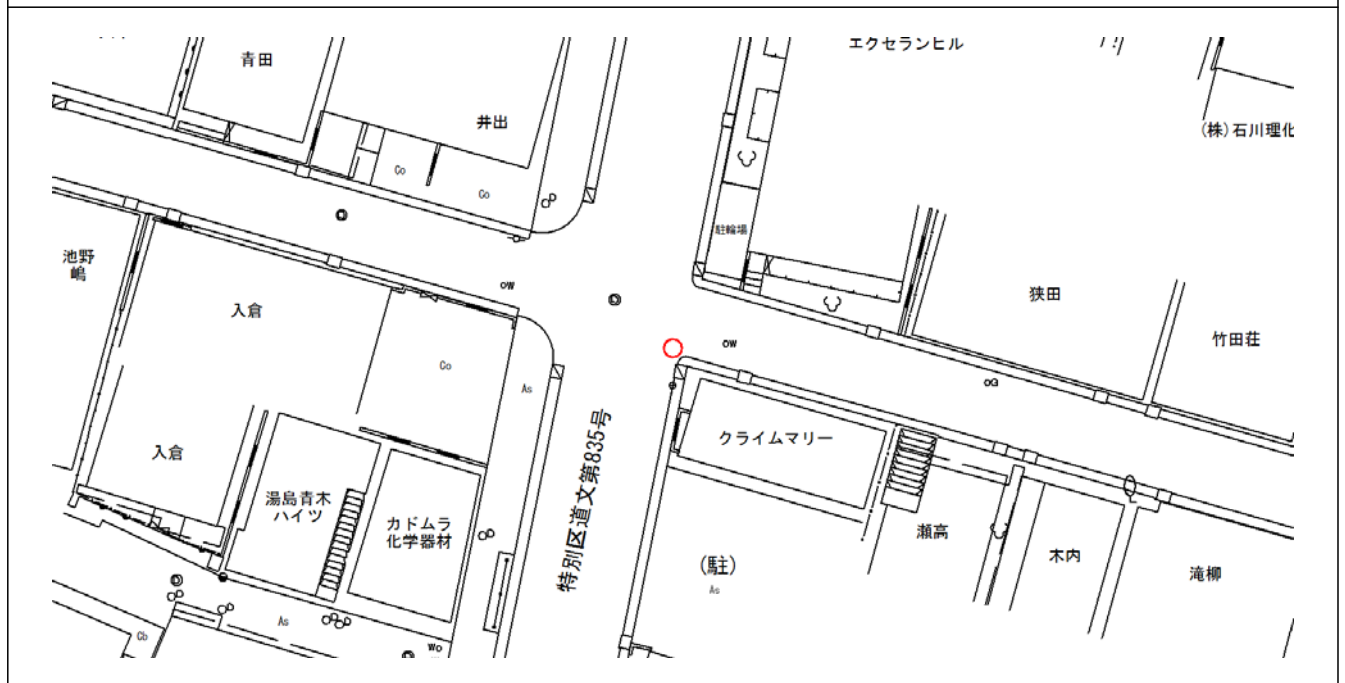 エクセランヒル
青田
井出
(株)石川理化
Co
Co
駐輪場
池野
嶋
入倉
oW
狭田
竹田荘
oW
Co
As
oG
クライムマリー
入倉
湯島青木
ハイツ
カドムラ
化学器材
特別区道文第835号
(駐)
As
瀬高
木内
滝柳
As
Cb
Wo